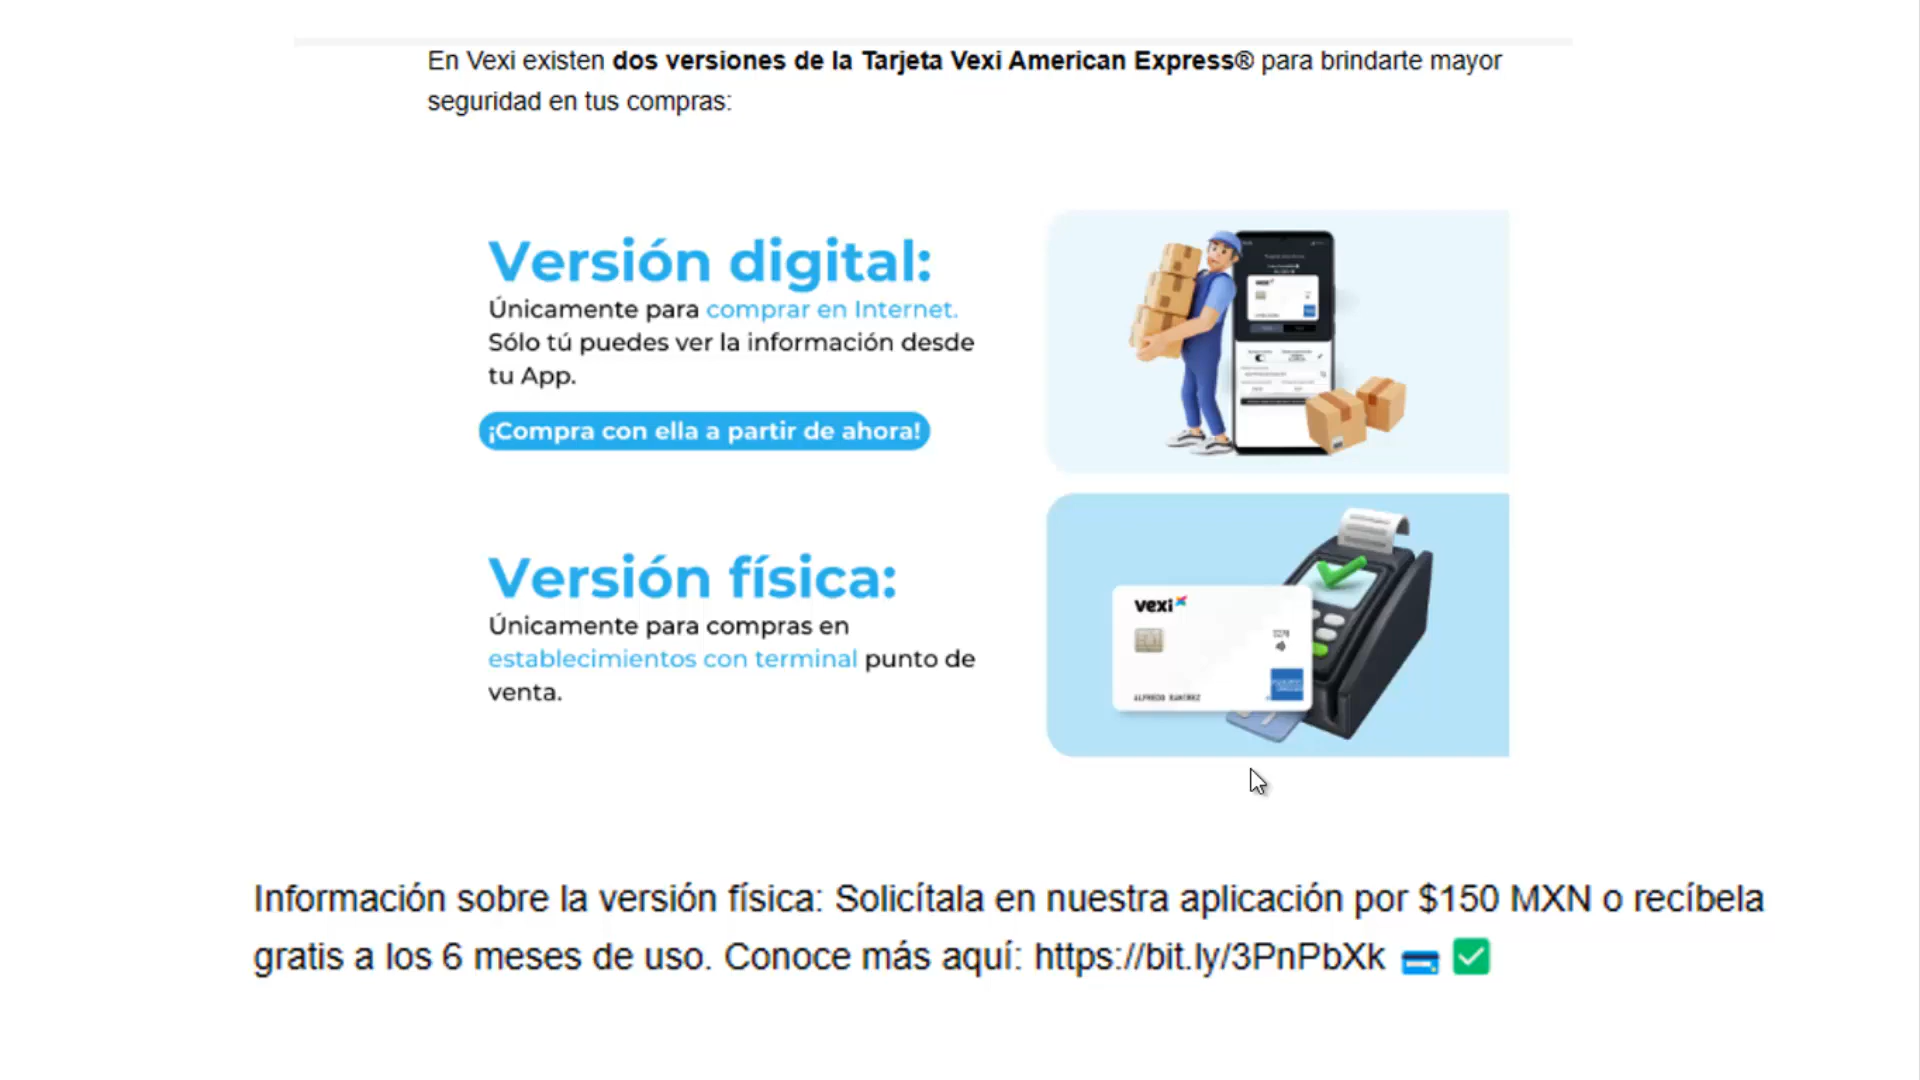 En Vexi existen dos versiones de la Tarjeta Vexi American Express® para brindarte mayor
seguridad en tus compras:
Versión digital:
Únicamente para comprar en Internet.
Sólo tú puedes ver la información desde
tu App.
¡Compra con ella a partir de ahora!
Versión física:
Únicamente para compras en
establecimientos con terminal punto de
venta.
vexi
ALFREDO RAMIREZ
Información sobre la versión física: Solicítala en nuestra aplicación por $150 MXN o recíbela
gratis a los 6 meses de uso. Conoce más aquí: https://bit.ly/3PnPbXk